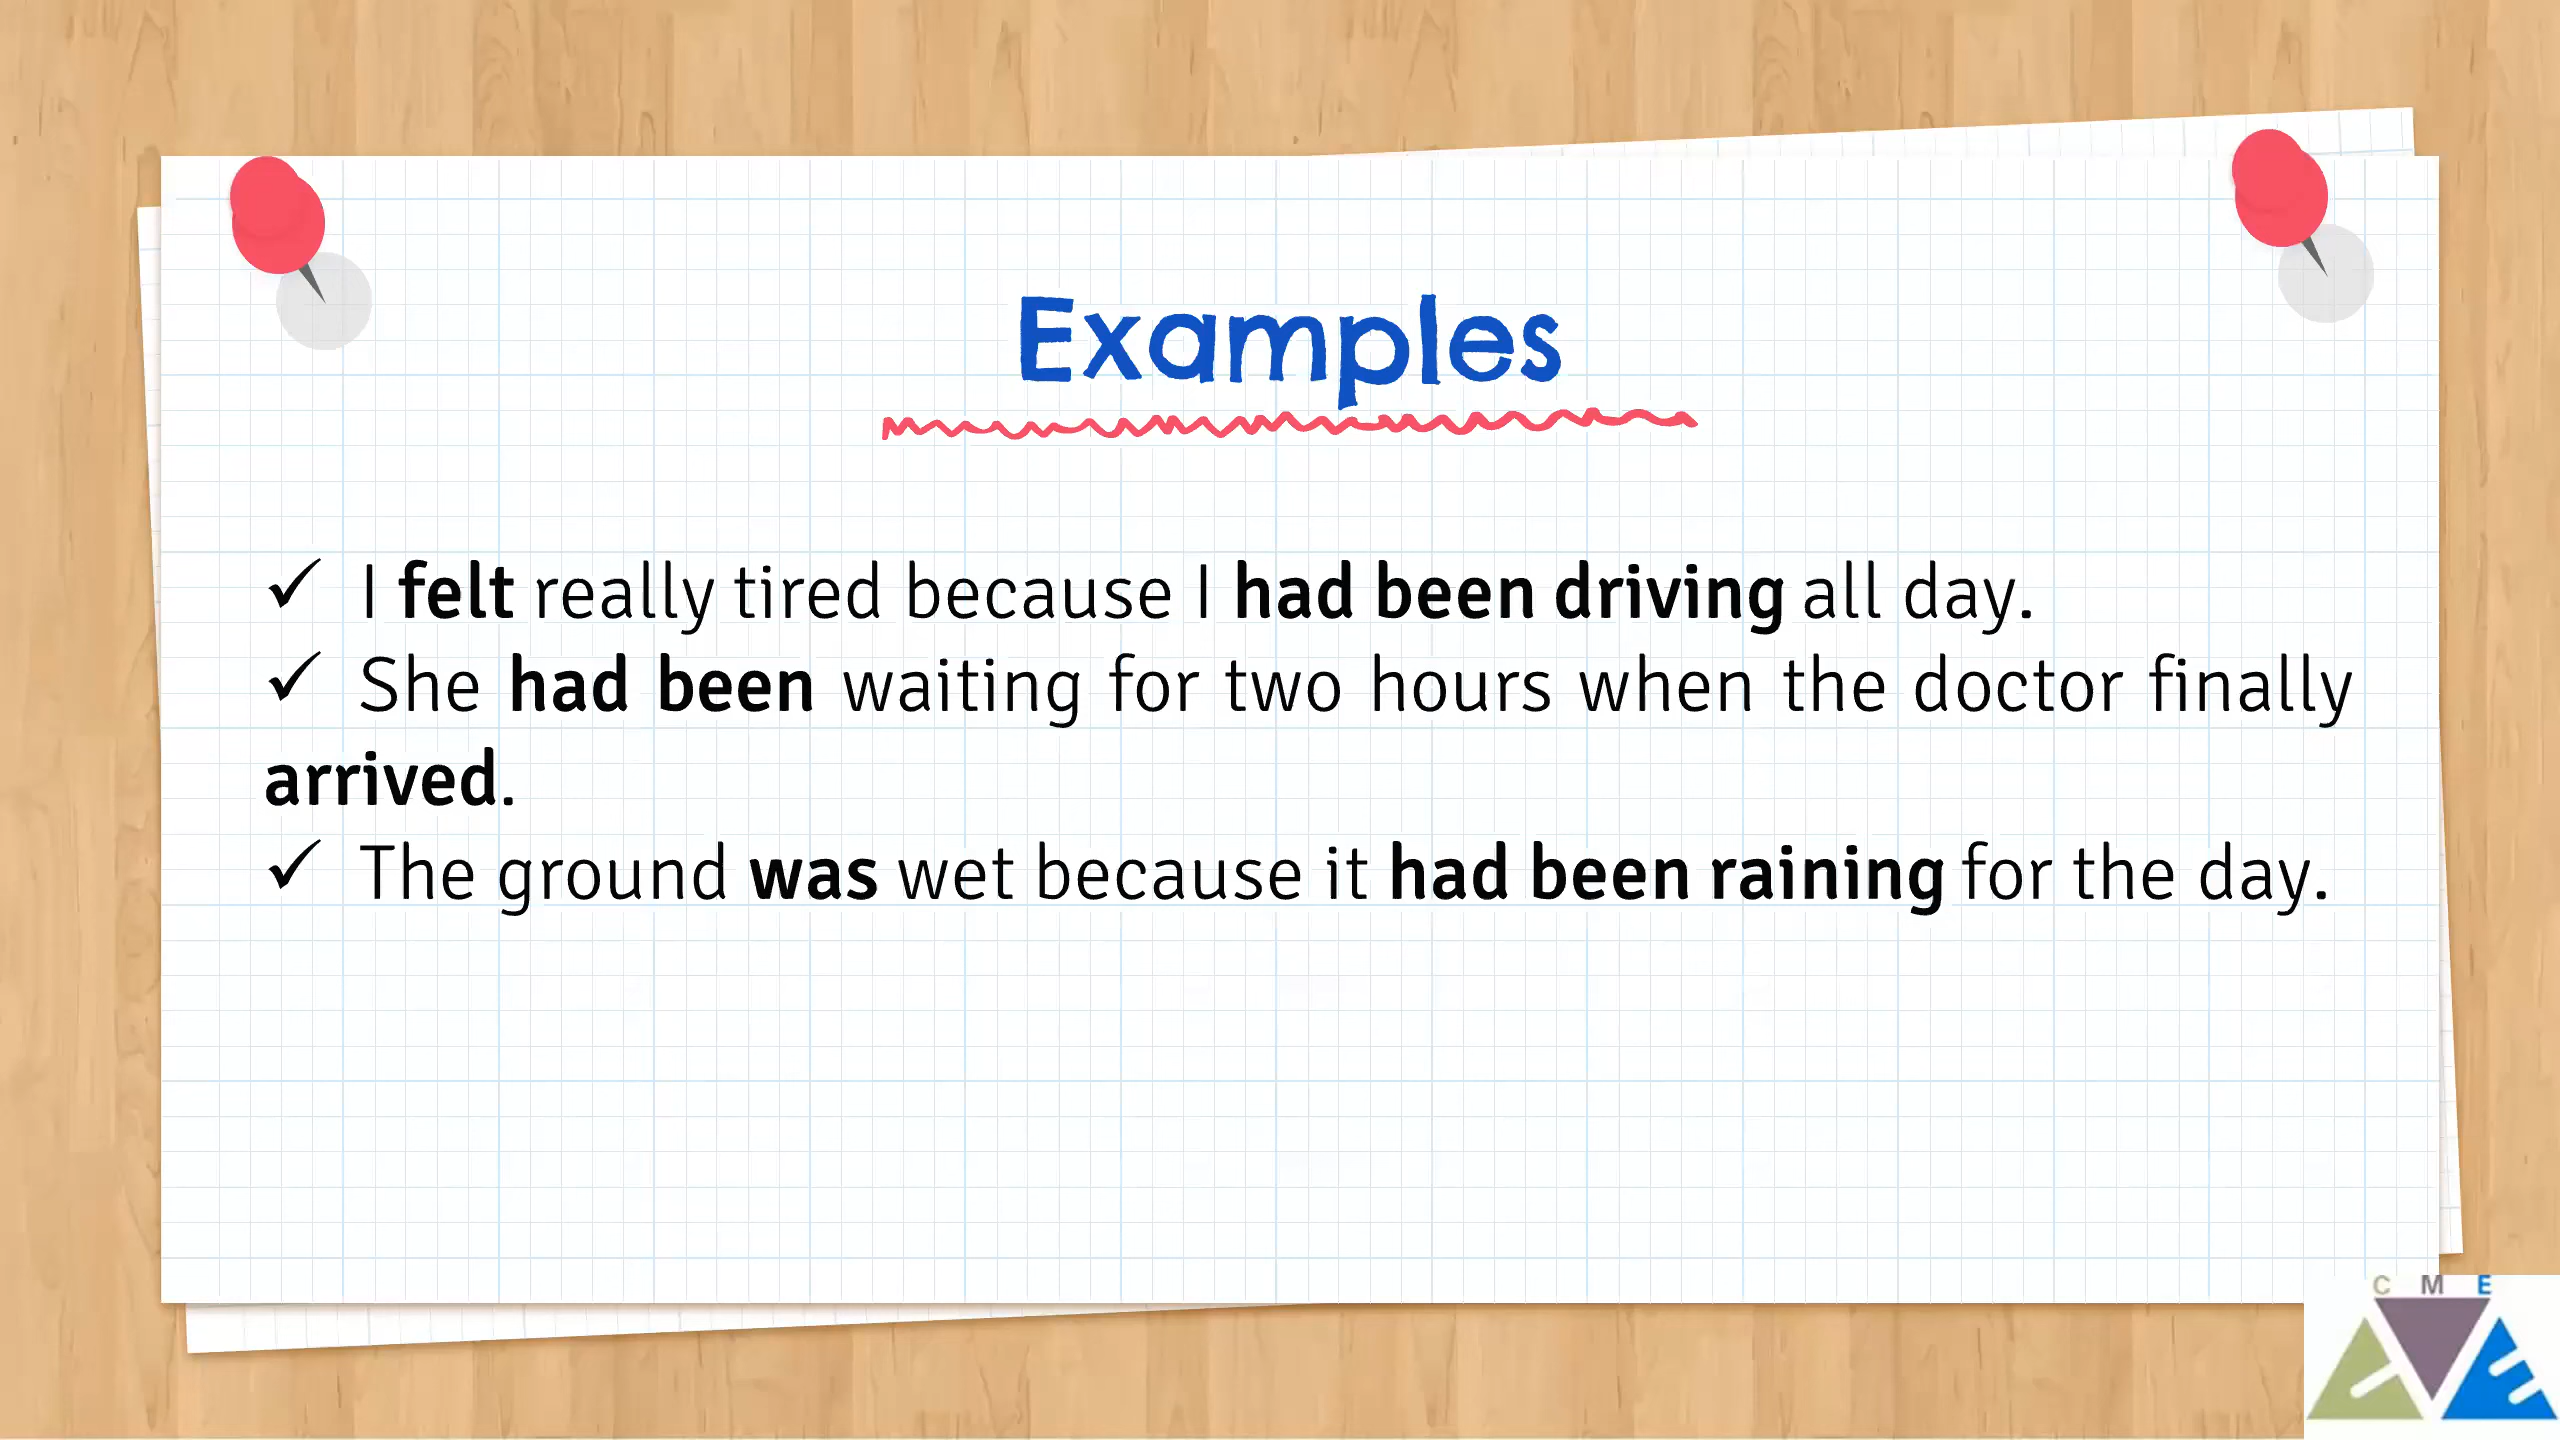 Examples
✓ I felt really tired because I had been driving all day.
✓ She had been waiting for two hours when the doctor finally
arrived.
✓ The ground was wet because it had been raining for the day.
C M E